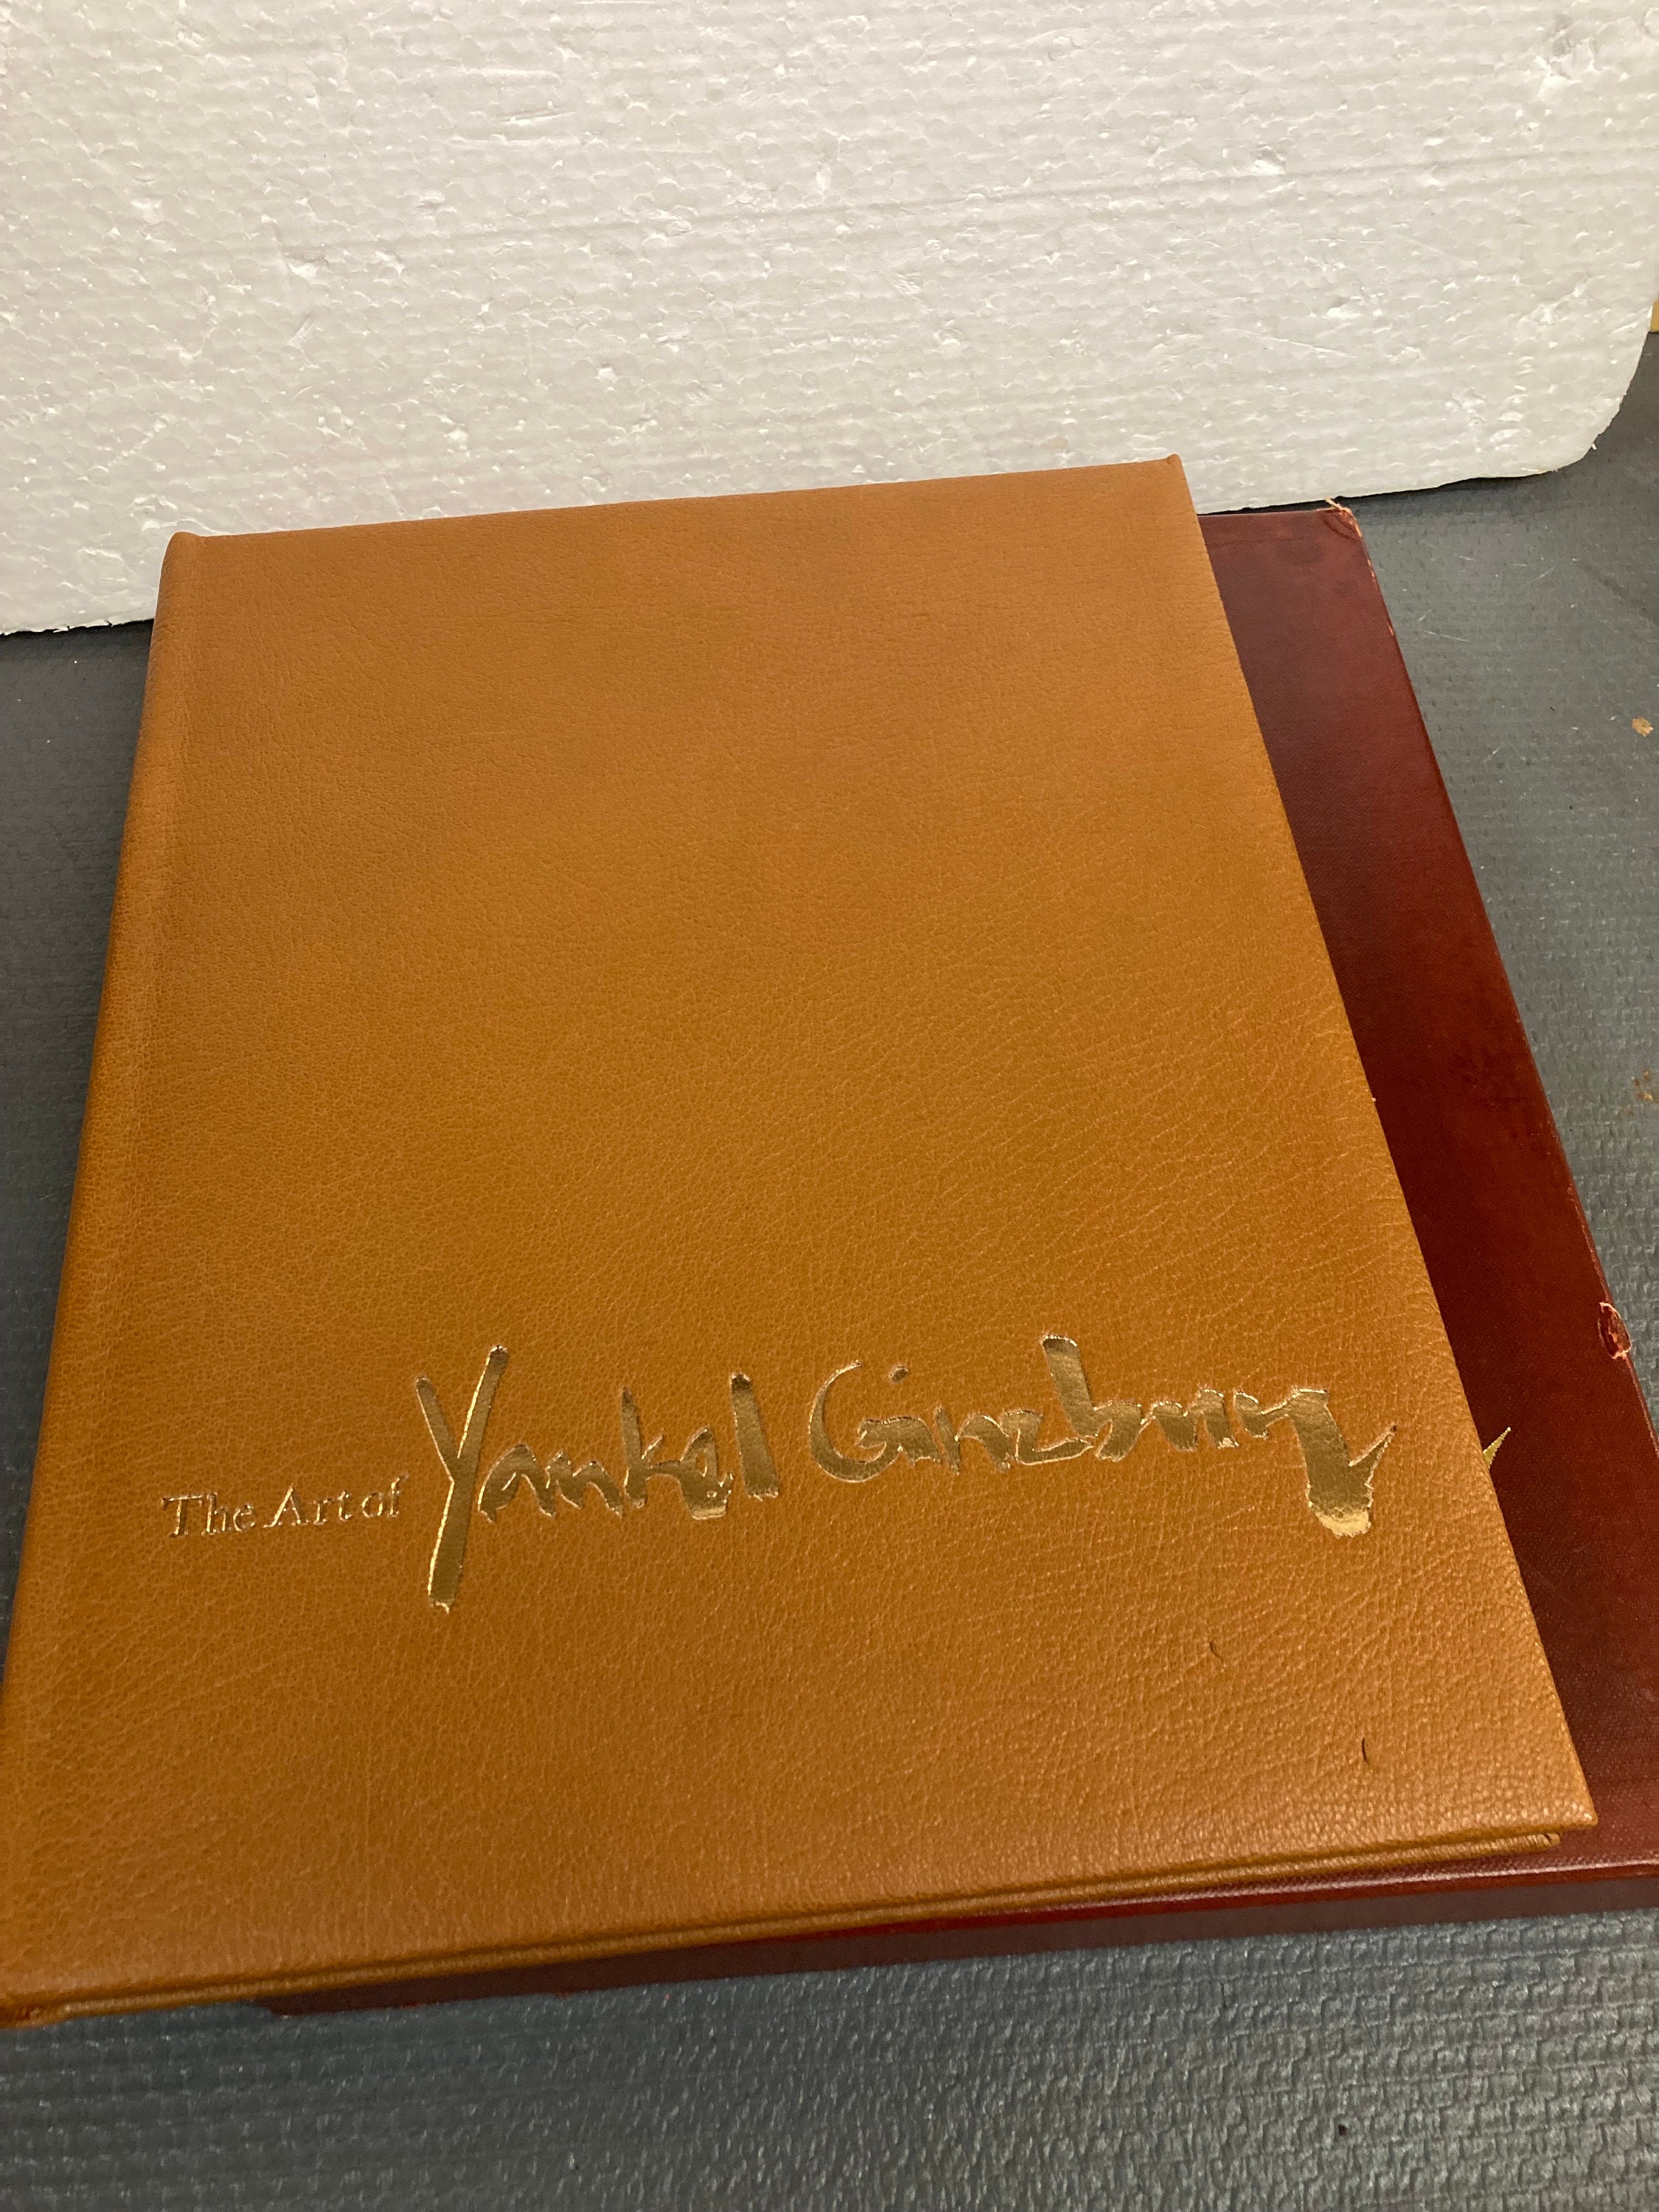 The Art of Yankel Ginzburg